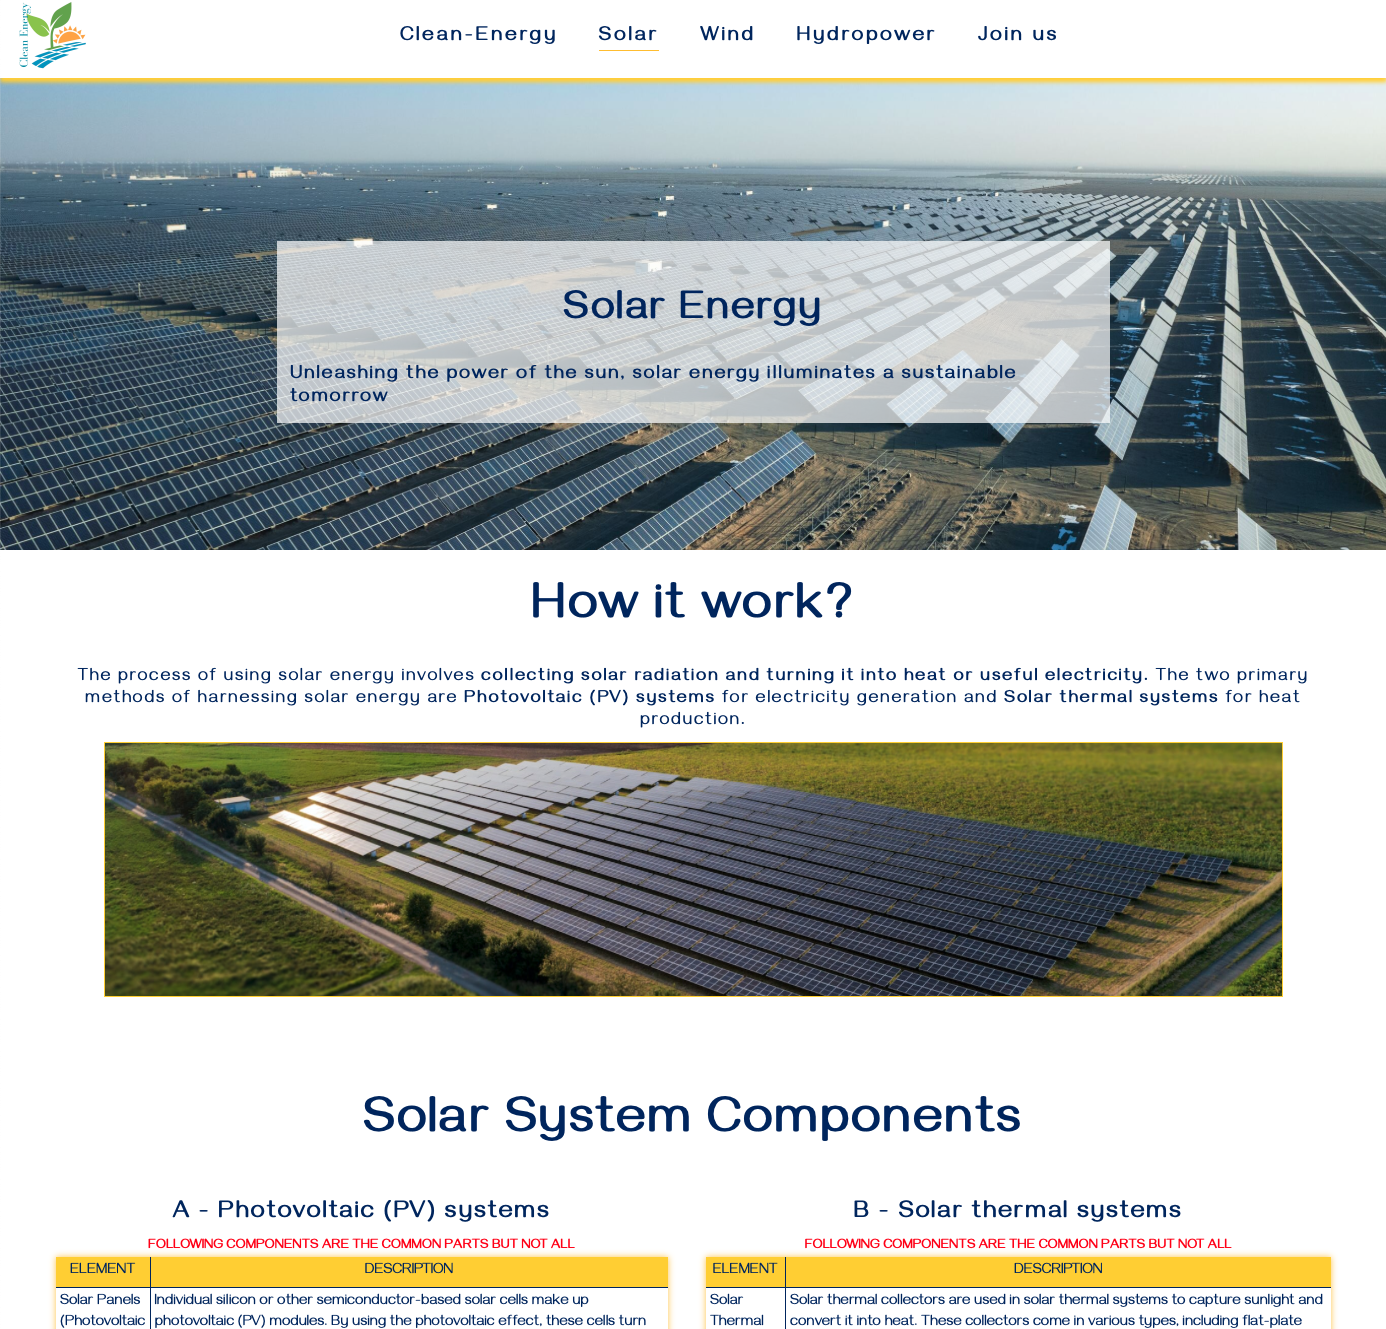 Clean Energy
Clean-Energy Solar Wind Hydropower Join us
Solar Energy
Unleashing the power of the sun, solar energy illuminates a sustainable
tomorrow
How it work?
The process of using solar energy involves collecting solar radiation and turning it into heat or useful electricity. The two primary
methods of harnessing solar energy are Photovoltaic (PV) systems for electricity generation and Solar thermal systems for heat
production.
Solar System Components
A - Photovoltaic (PV) systems
FOLLOWING COMPONENTS ARE THE COMMON PARTS BUT NOT ALL
ELEMENT DESCRIPTION
Solar Panels Individual silicon or other semiconductor-based solar cells make up
(Photovoltaic photovoltaic (PV) modules. By using the photovoltaic effect, these cells turn
B - Solar thermal systems
FOLLOWING COMPONENTS ARE THE COMMON PARTS BUT NOT ALL
ELEMENT DESCRIPTION
Solar Solar thermal collectors are used in solar thermal systems to capture sunlight and
Thermal convert it into heat. These collectors come in various types, including flat-plate